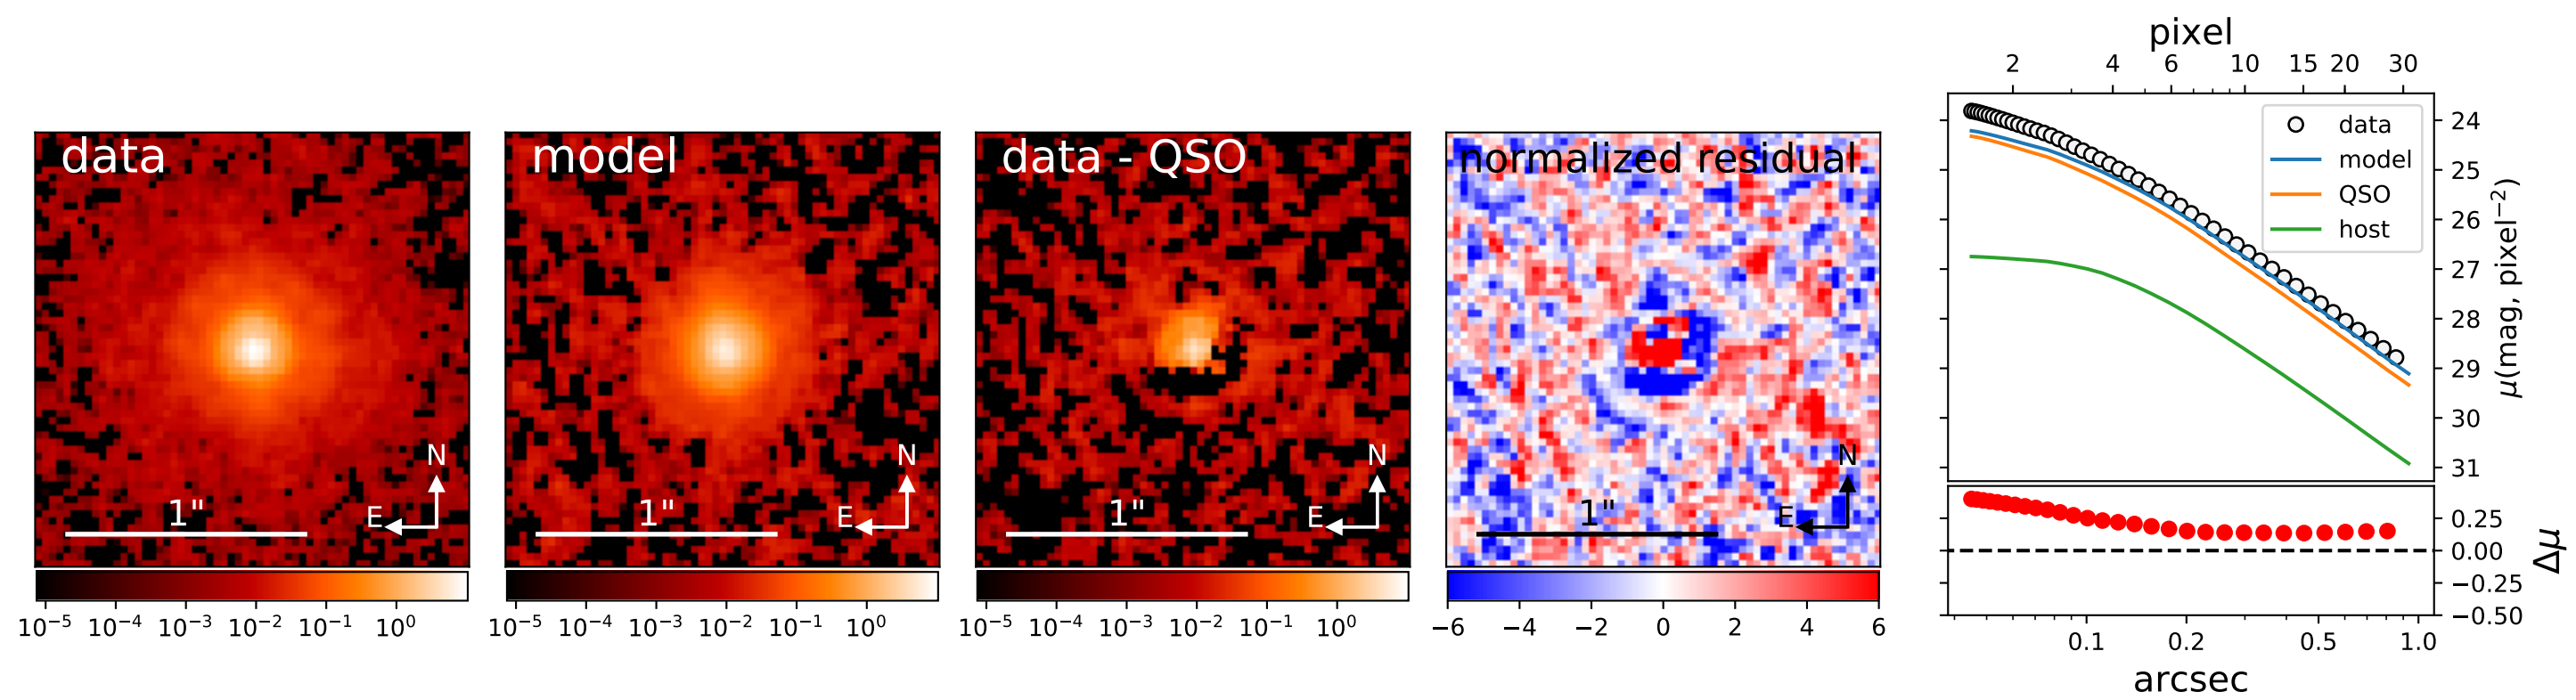 data
N
E
1"
10⁻⁵ 10⁻⁴ 10⁻³ 10⁻² 10⁻¹ 10⁰
model
N
E
1"
10⁻⁵ 10⁻⁴ 10⁻³ 10⁻² 10⁻¹ 10⁰
data - QSO
N
E
1"
10⁻⁵ 10⁻⁴ 10⁻³ 10⁻² 10⁻¹ 10⁰
normalized residual
N
E
1"
−6 −4 −2 0 2 4 6
pixel
2 4 6 10 15 20 30
data
model
QSO
host
24
25
26
27
28
29
30
31
μ(mag, pixel⁻²)
0.25
0.00
−0.25
−0.50
Δμ
0.1 0.2 0.5 1.0
arcsec